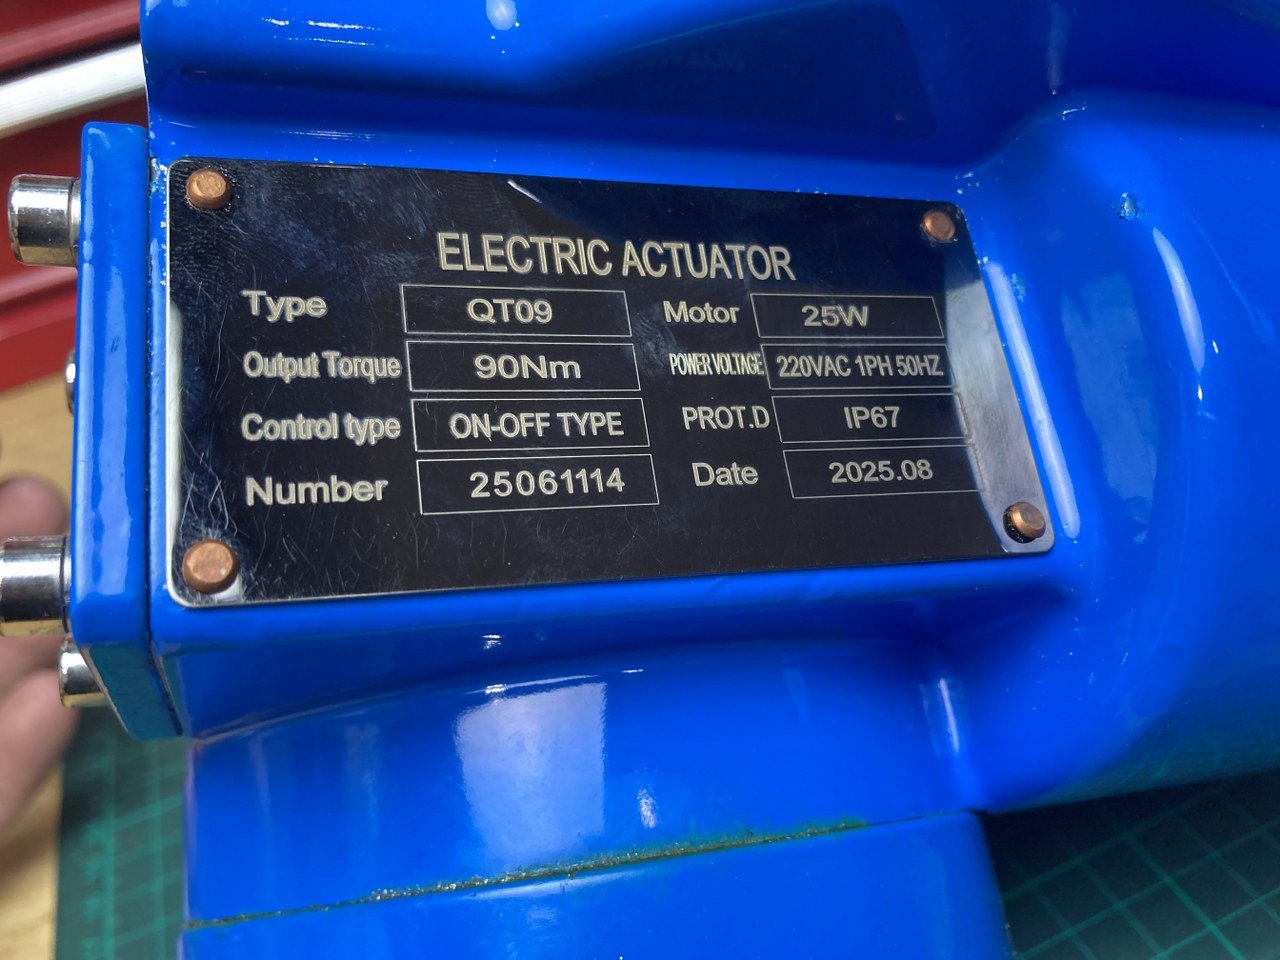 ELECTRIC ACTUATOR
Type QT09 Motor 25W
Output Torque 90Nm POWER VOLTAGE 220VAC 1PH 50HZ
Control type ON-OFF TYPE PROT.D IP67
Number 25061114 Date 2025.08